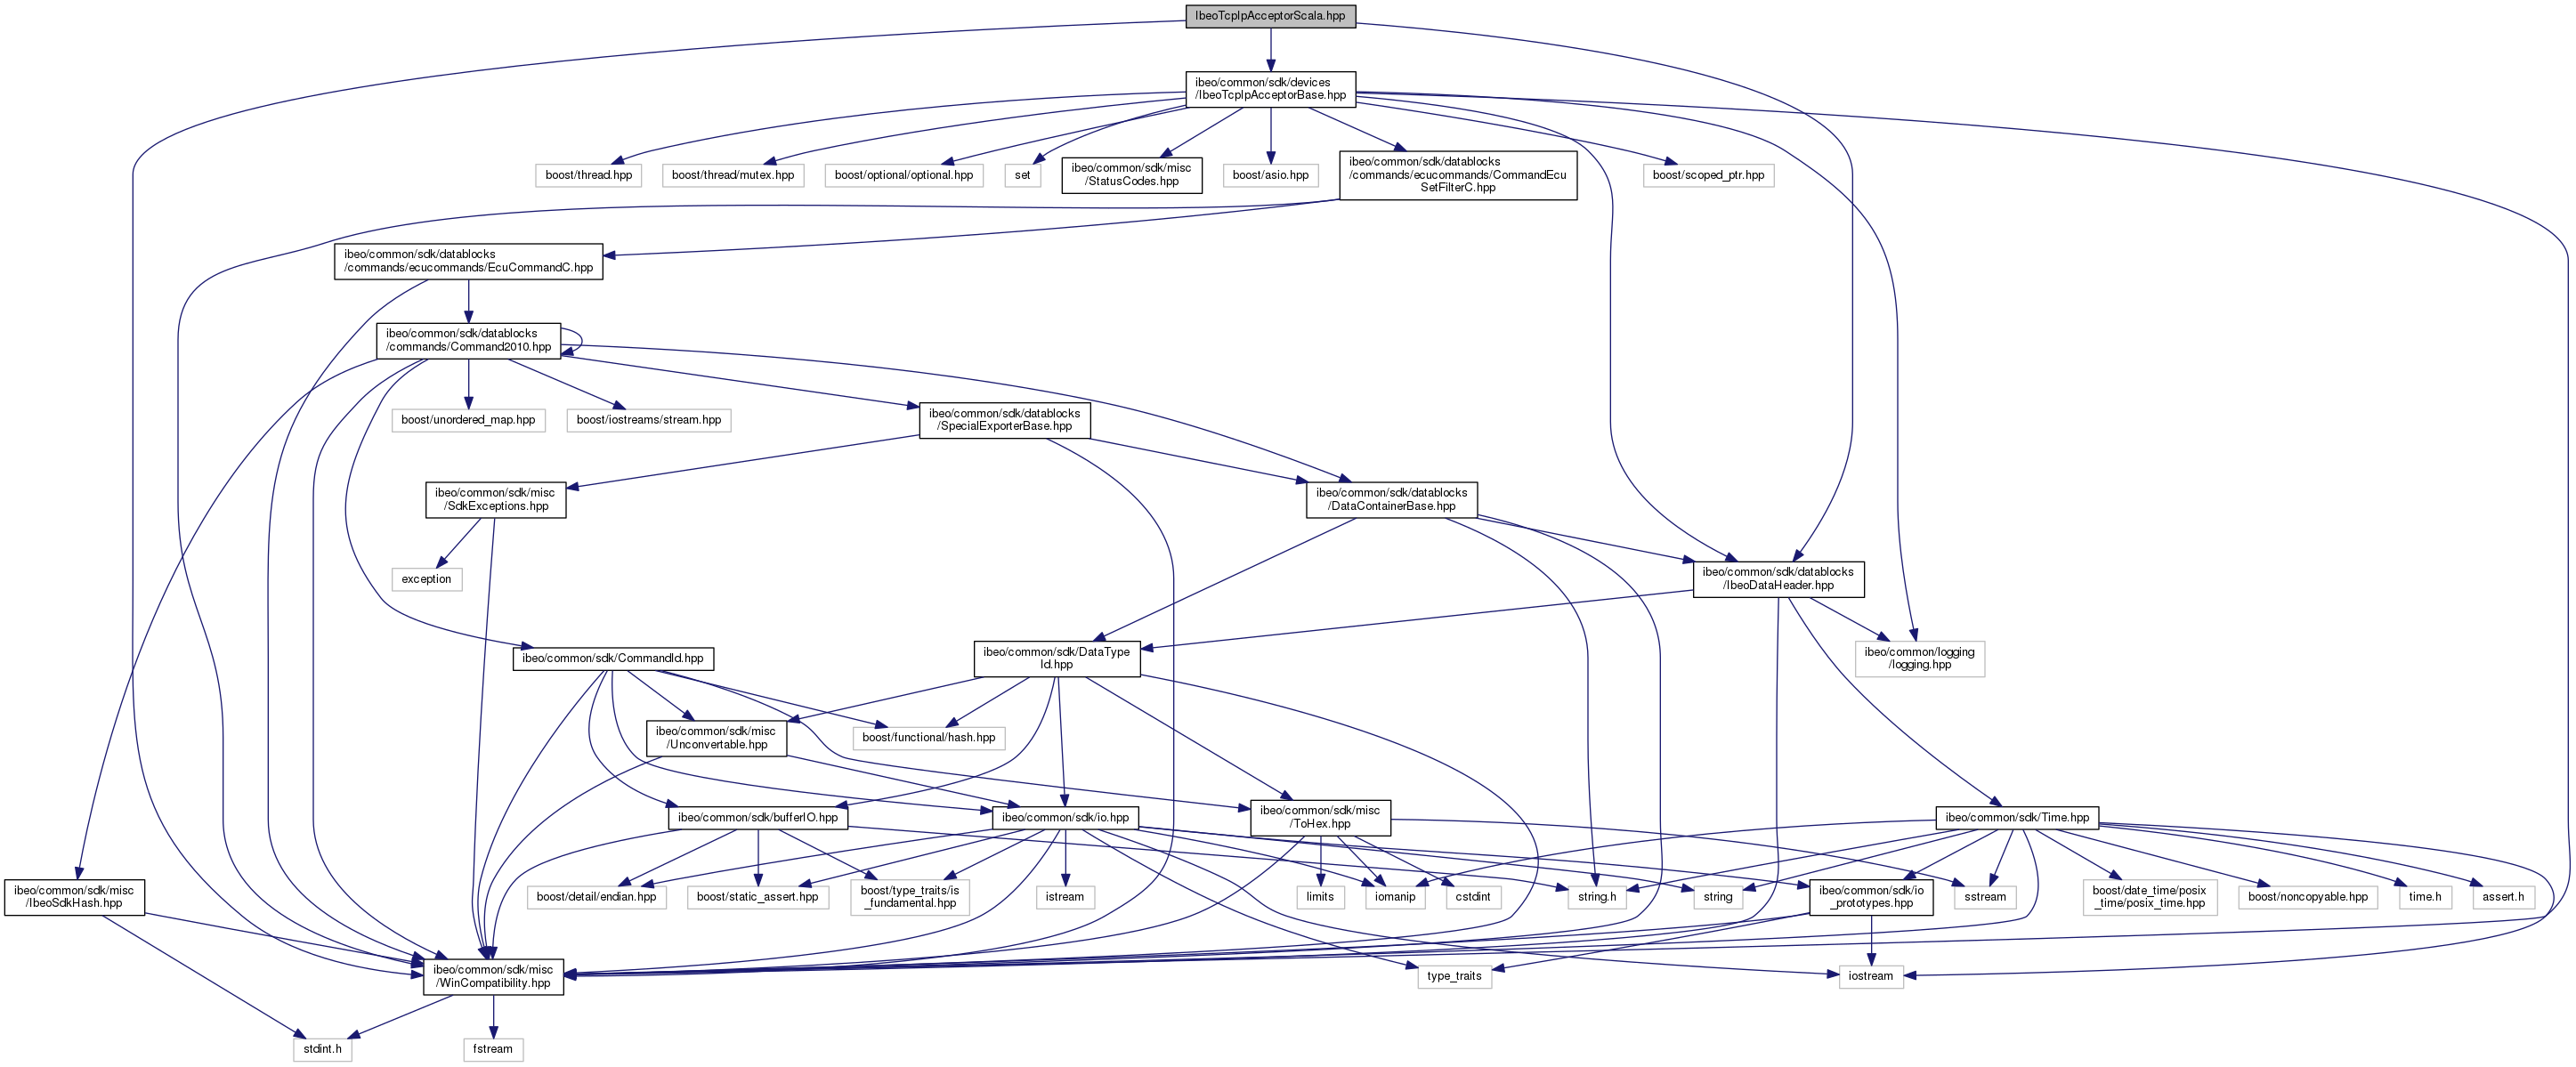 IbeoTcpIpAcceptorScala.hpp
ibeo/common/sdk/devices
/IbeoTcpIpAcceptorBase.hpp
boost/thread.hpp
boost/thread/mutex.hpp
boost/optional/optional.hpp
set
ibeo/common/sdk/misc
/StatusCodes.hpp
boost/asio.hpp
ibeo/common/sdk/datablocks
/commands/ecucommands/CommandEcu
SetFilterC.hpp
boost/scoped_ptr.hpp
ibeo/common/sdk/datablocks
/commands/ecucommands/EcuCommandC.hpp
ibeo/common/sdk/datablocks
/commands/Command2010.hpp
boost/unordered_map.hpp
boost/iostreams/stream.hpp
ibeo/common/sdk/datablocks
/SpecialExporterBase.hpp
ibeo/common/sdk/misc
/SdkExceptions.hpp
ibeo/common/sdk/datablocks
/DataContainerBase.hpp
exception
ibeo/common/sdk/datablocks
/IbeoDataHeader.hpp
ibeo/common/sdk/CommandId.hpp
ibeo/common/sdk/DataType
Id.hpp
ibeo/common/logging
/logging.hpp
ibeo/common/sdk/misc
/Unconvertable.hpp
boost/functional/hash.hpp
ibeo/common/sdk/bufferIO.hpp
ibeo/common/sdk/io.hpp
ibeo/common/sdk/misc
/ToHex.hpp
ibeo/common/sdk/Time.hpp
ibeo/common/sdk/misc
/IbeoSdkHash.hpp
boost/detail/endian.hpp
boost/static_assert.hpp
boost/type_traits/is
_fundamental.hpp
istream
limits
iomanip
cstdint
string.h
string
ibeo/common/sdk/io
_prototypes.hpp
sstream
boost/date_time/posix
_time/posix_time.hpp
boost/noncopyable.hpp
time.h
assert.h
ibeo/common/sdk/misc
/WinCompatibility.hpp
type_traits
iostream
stdint.h
fstream